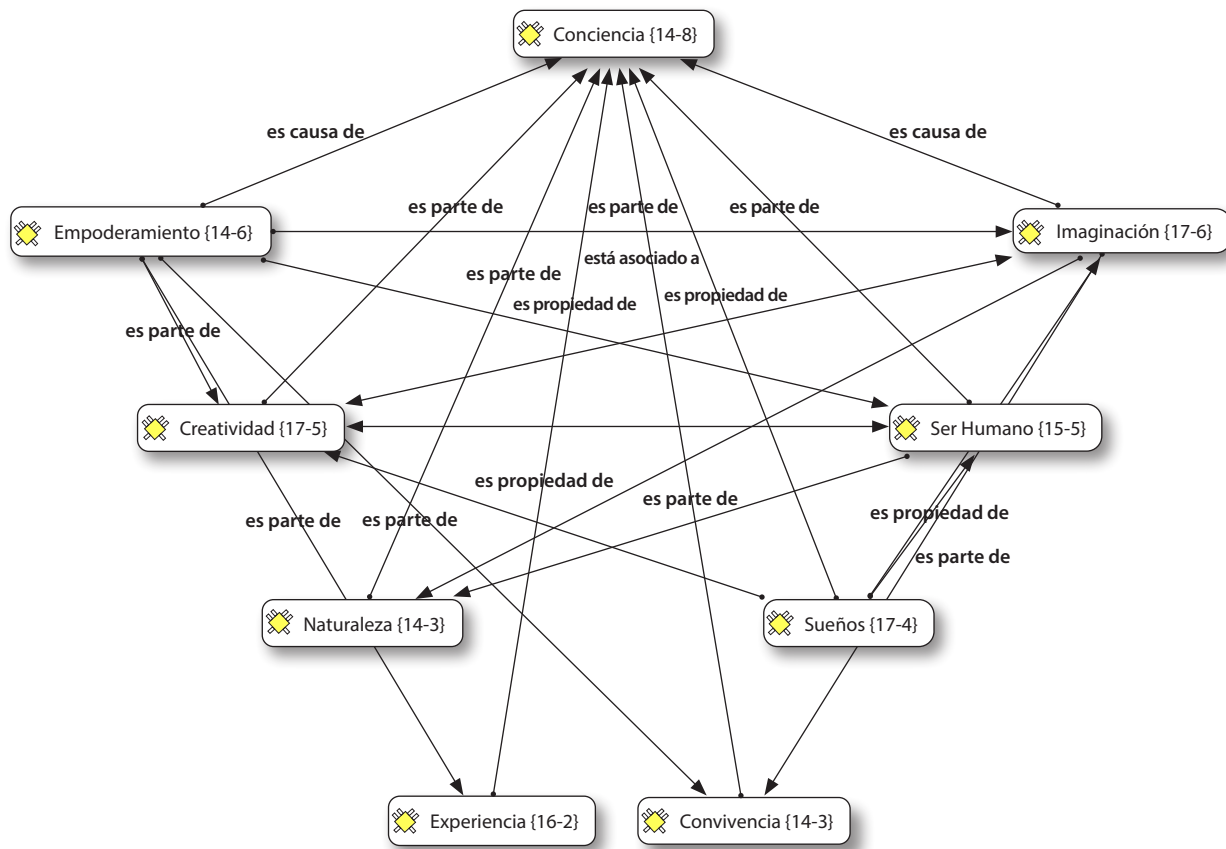 Conciencia {14-8}
es causa de
es causa de
es parte de
es parte de
es parte de
Empoderamiento {14-6}
Imaginación {17-6}
está asociado a
es parte de
es propiedad de
es propiedad de
es parte de
Creatividad {17-5}
Ser Humano {15-5}
es propiedad de
es parte de
es propiedad de
es parte de
es parte de
es parte de
Naturaleza {14-3}
Sueños {17-4}
Experiencia {16-2}
Convivencia {14-3}